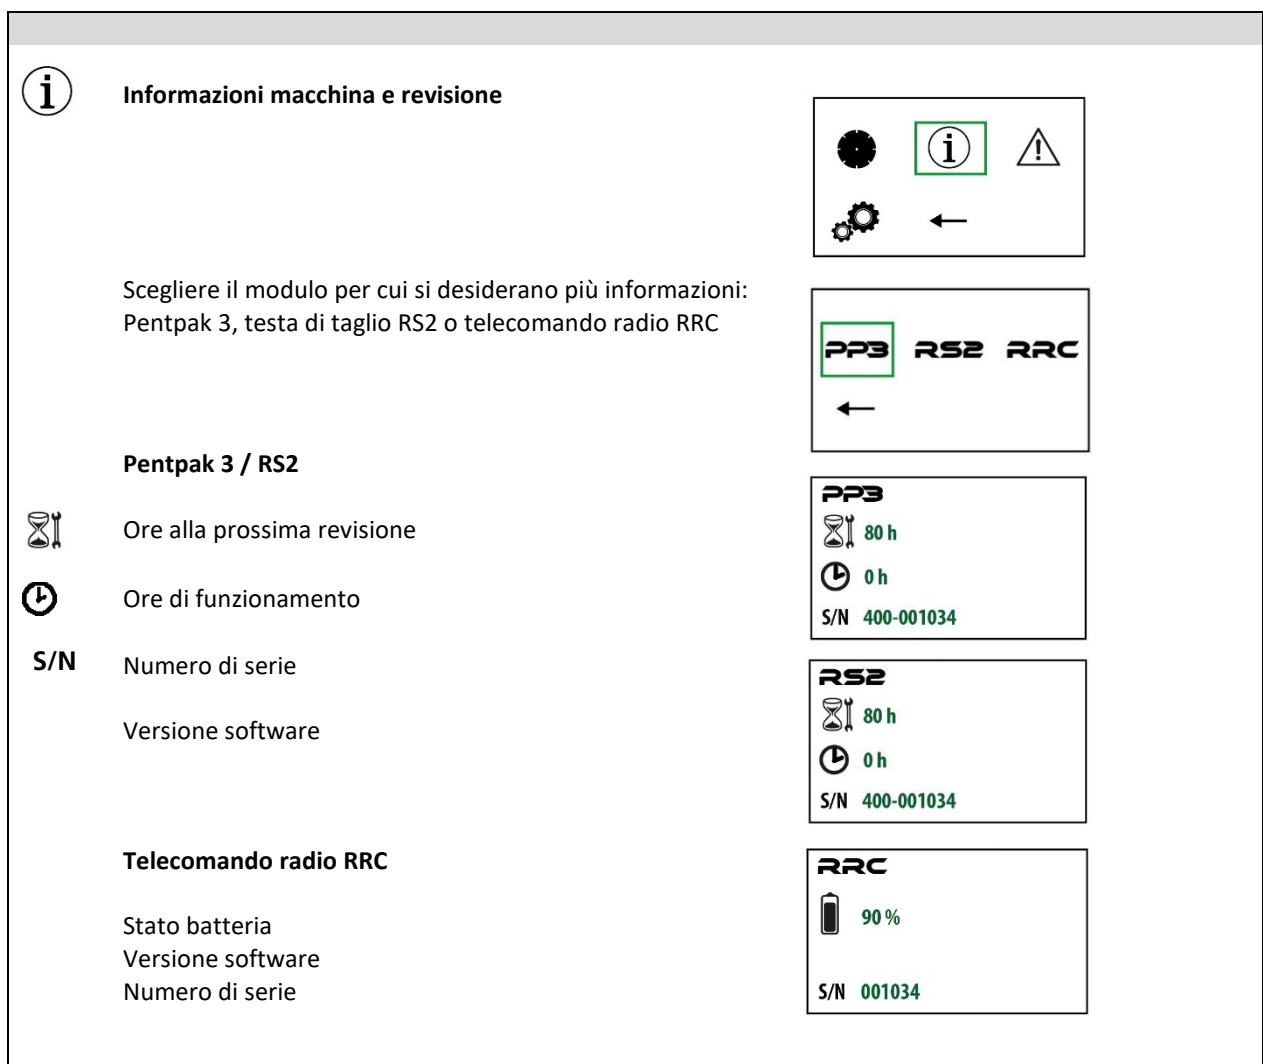 Informazioni macchina e revisione
Scegliere il modulo per cui si desiderano più informazioni:
Pentpak 3, testa di taglio RS2 o telecomando radio RRC
PP3 RS2 RRC
Pentpak 3 / RS2
Ore alla prossima revisione
Ore di funzionamento
S/N Numero di serie
Versione software
PP3
80 h
0 h
S/N 400-001034
RS2
80 h
0 h
S/N 400-001034
Telecomando radio RRC
Stato batteria
Versione software
Numero di serie
RRC
90 %
S/N 001034